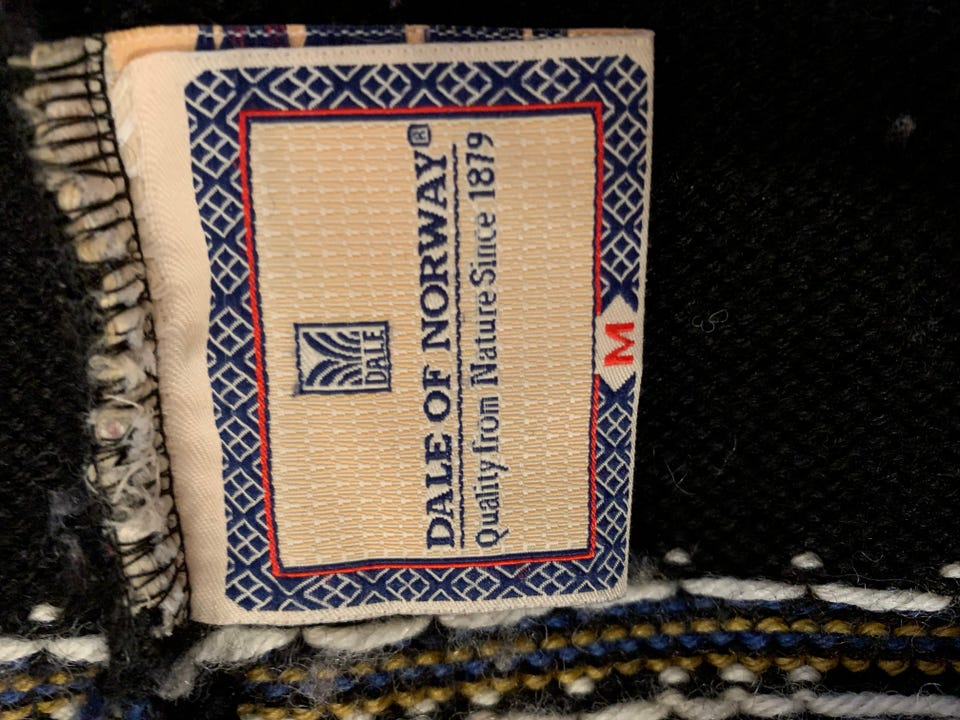 DALE
DALE OF NORWAY®
Quality from Nature Since 1879
M